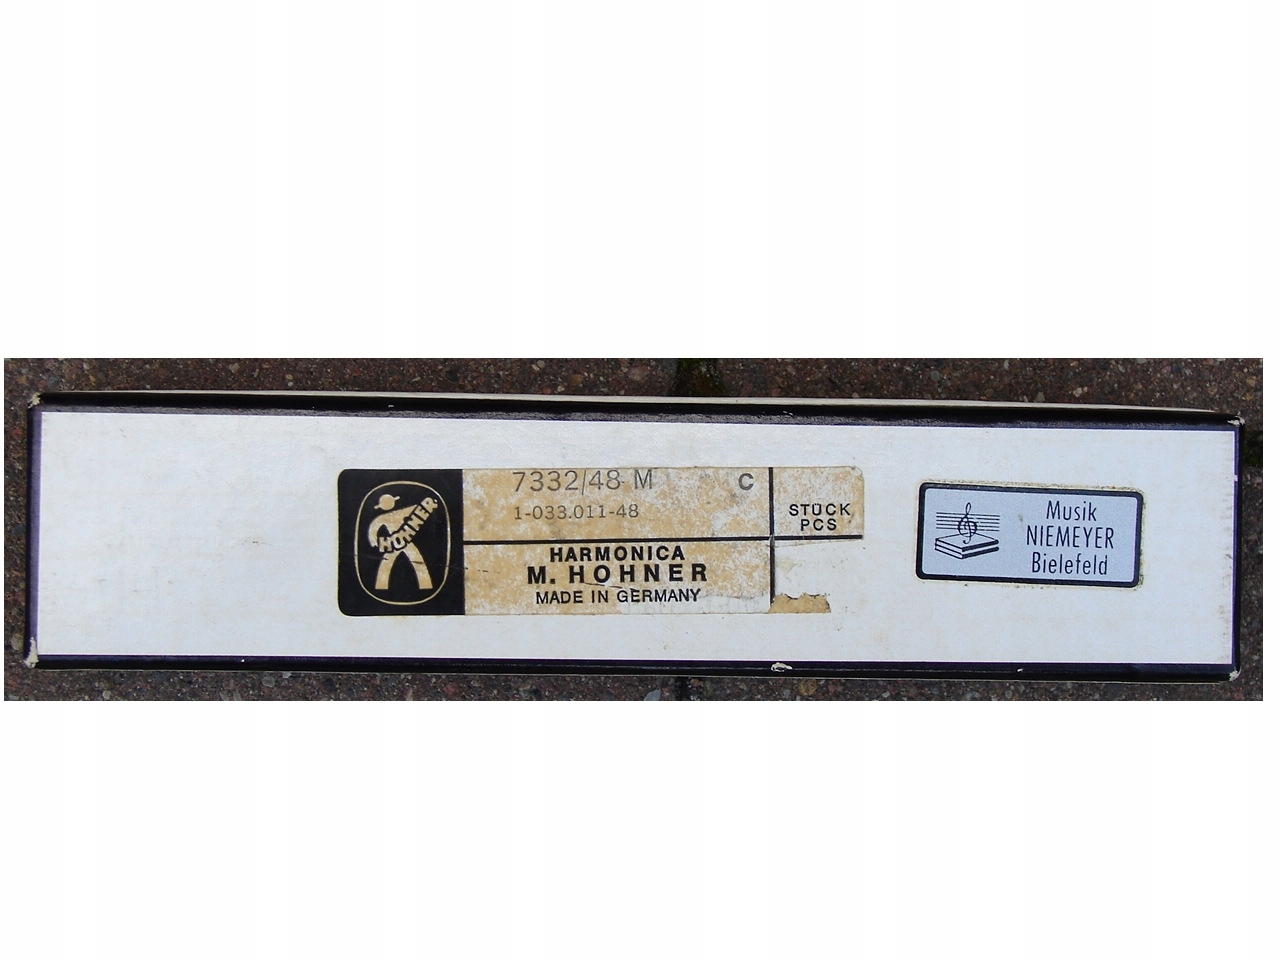 HOHNER
7332/48 M C
1-033.011-48
STÜCK
PCS
HARMONICA
M. HOHNER
MADE IN GERMANY
Musik
NIEMEYER
Bielefeld